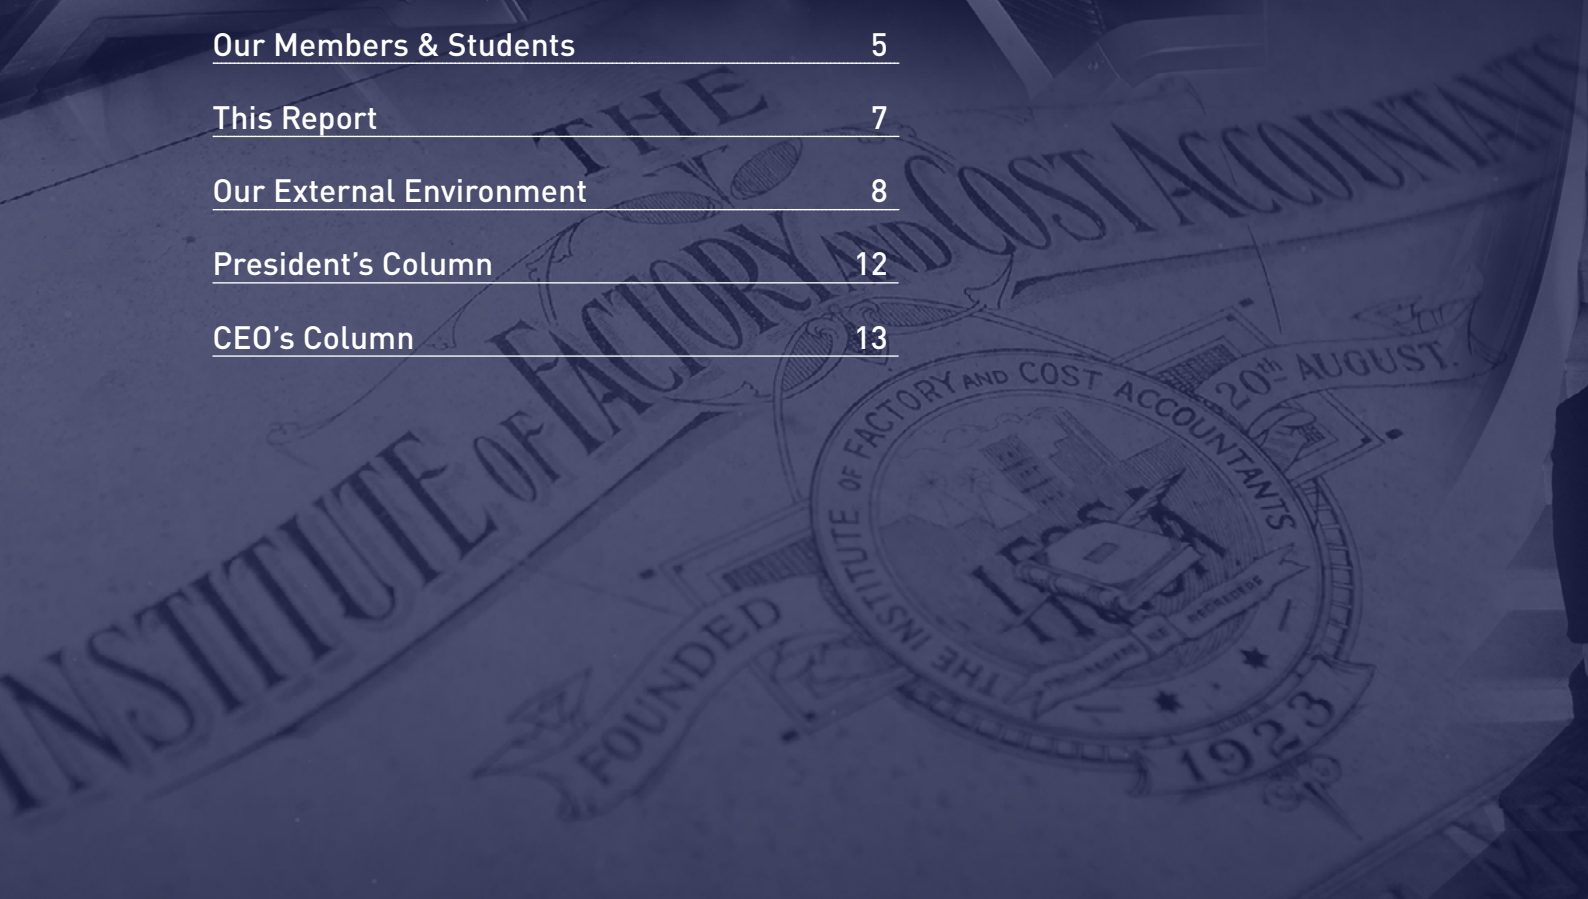 Our Members & Students 5
This Report 7
Our External Environment 8
President’s Column 12
CEO’s Column 13
THE
INSTITUTE OF FACTORY AND COST ACCOUNTANTS
20th AUGUST.
THE INSTITUTE OF FACTORY AND COST ACCOUNTANTS
FOUNDED
1923